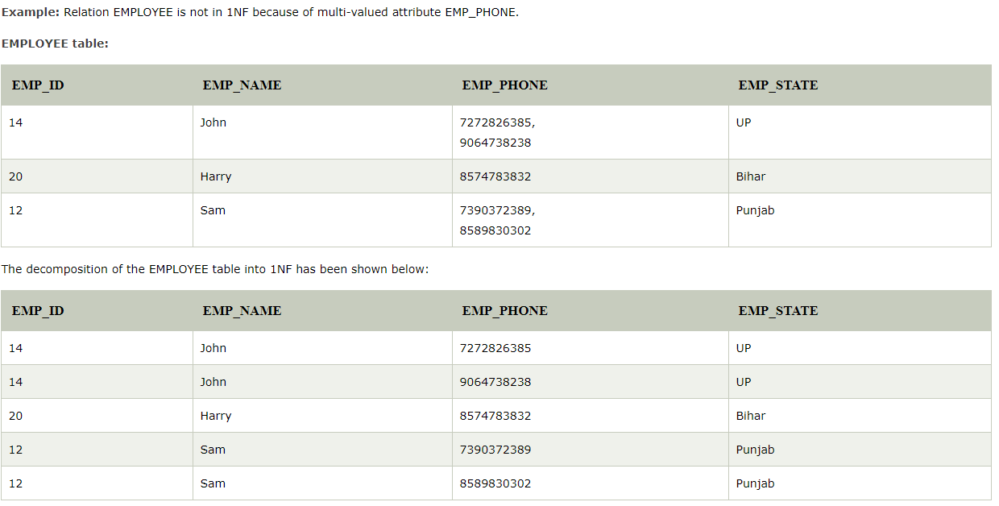 Example: Relation EMPLOYEE is not in 1NF because of multi-valued attribute EMP_PHONE.
EMPLOYEE table:
EMP_ID EMP_NAME EMP_PHONE EMP_STATE
14 John 7272826385, UP
9064738238
20 Harry 8574783832 Bihar
12 Sam 7390372389, Punjab
8589830302
The decomposition of the EMPLOYEE table into 1NF has been shown below:
EMP_ID EMP_NAME EMP_PHONE EMP_STATE
14 John 7272826385 UP
14 John 9064738238 UP
20 Harry 8574783832 Bihar
12 Sam 7390372389 Punjab
12 Sam 8589830302 Punjab